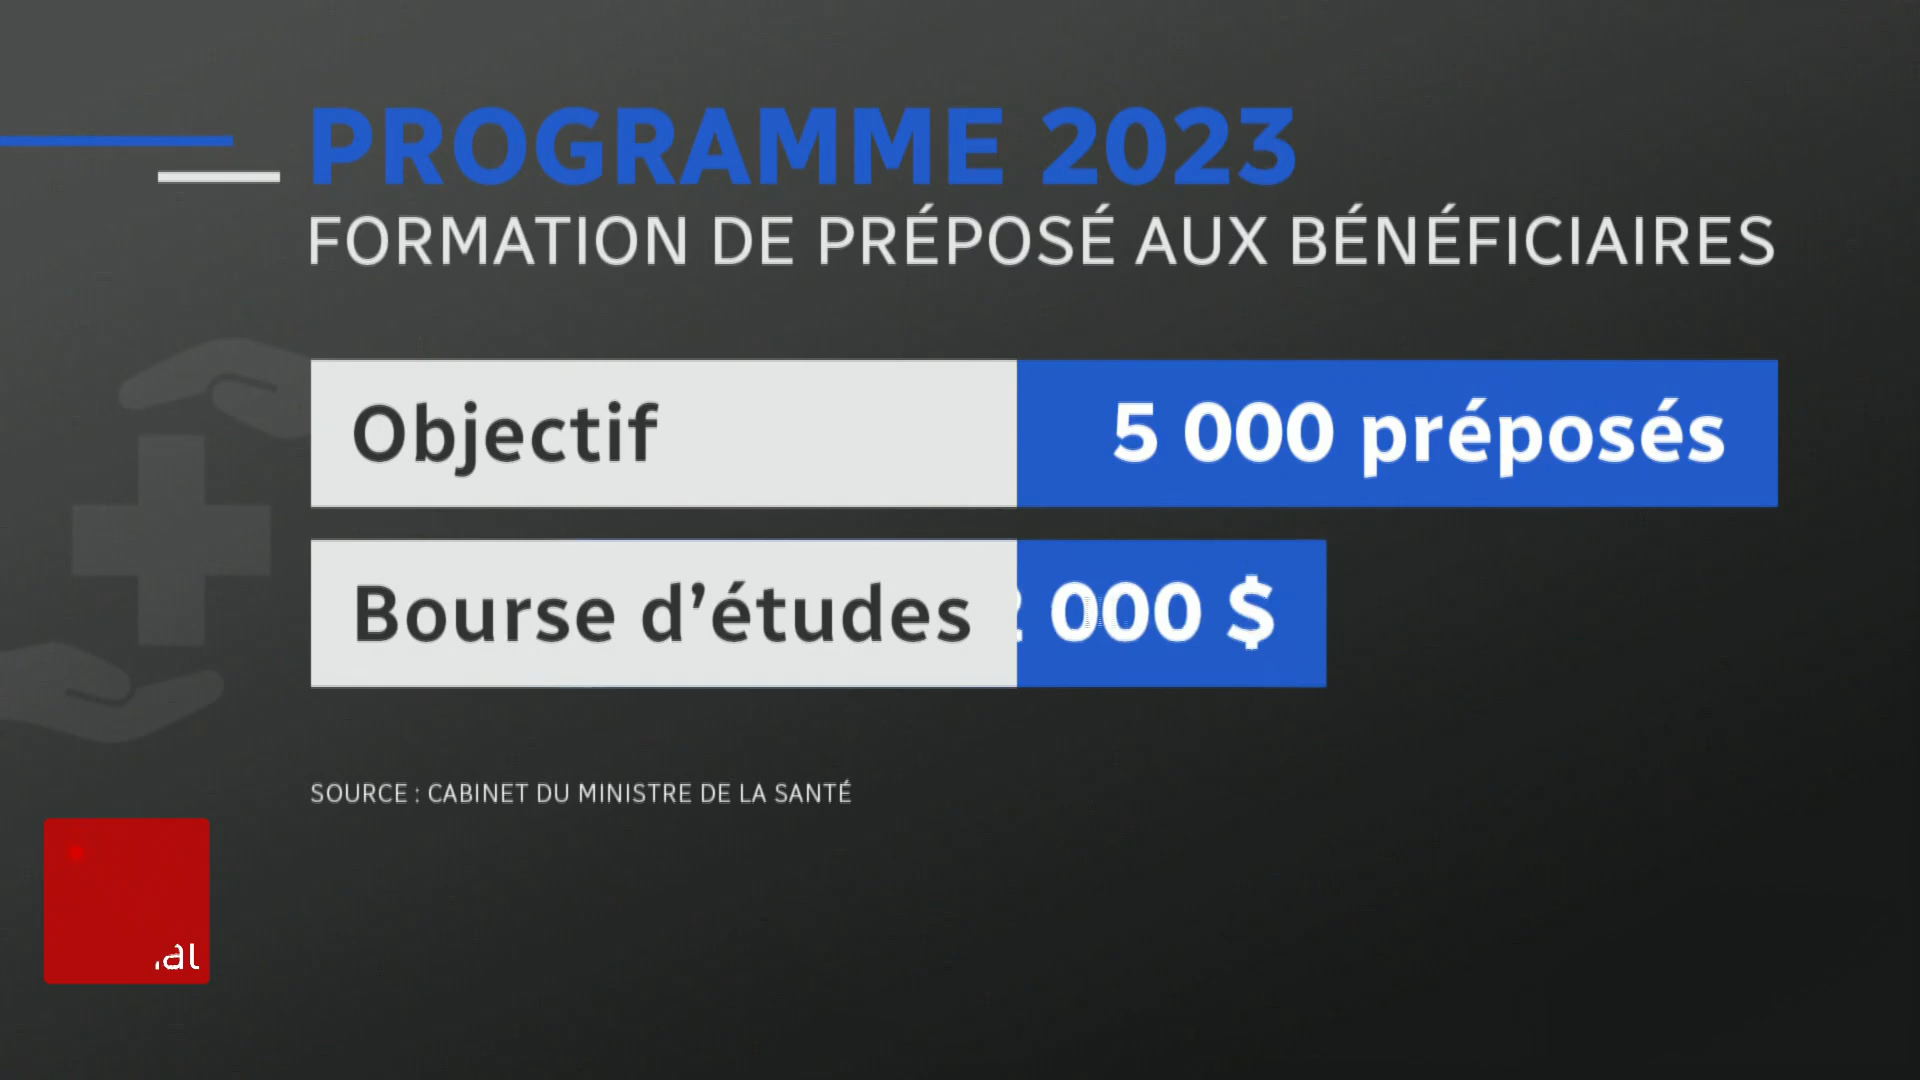 PROGRAMME 2023
FORMATION DE PRÉPOSÉ AUX BÉNÉFICIAIRES
Objectif 5 000 préposés
Bourse d’études 000 $
SOURCE : CABINET DU MINISTRE DE LA SANTÉ